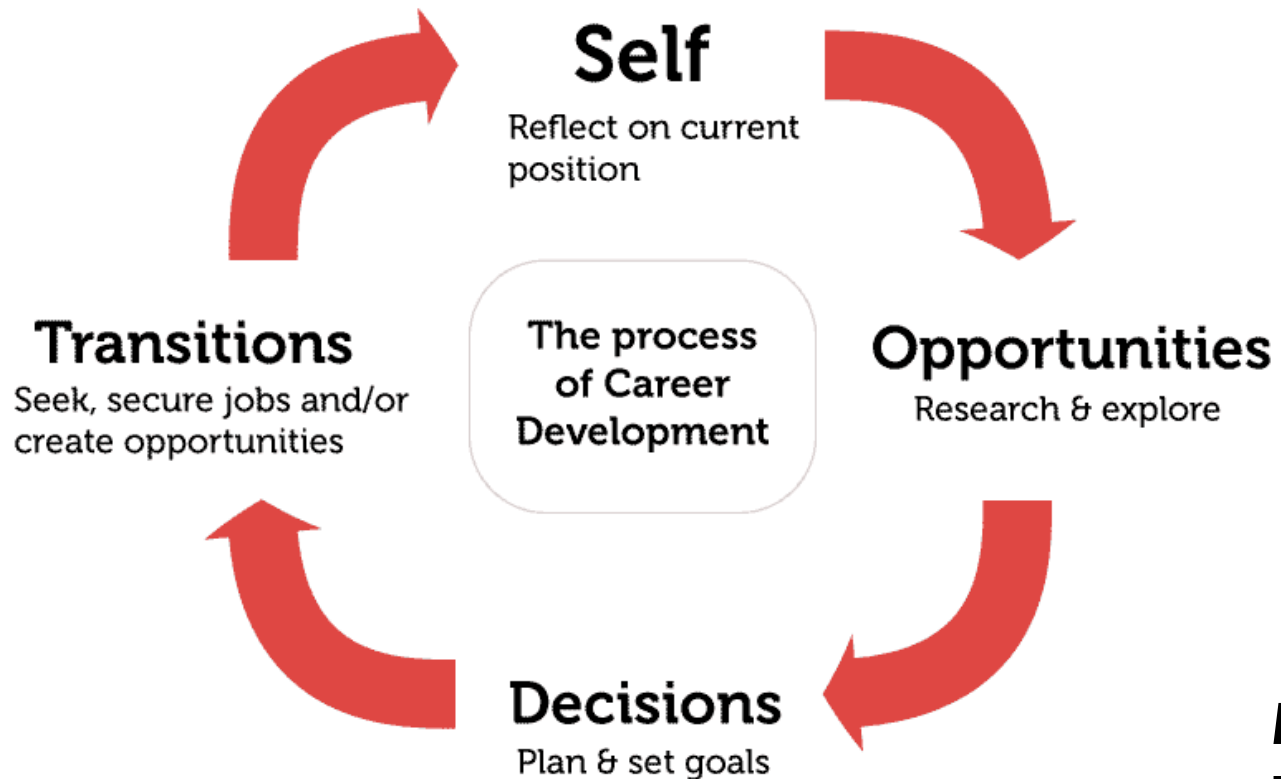 Self
Reflect on current
position
Transitions
Seek, secure jobs and/or
create opportunities
The process
of Career
Development
Opportunities
Research & explore
Decisions
Plan & set goals